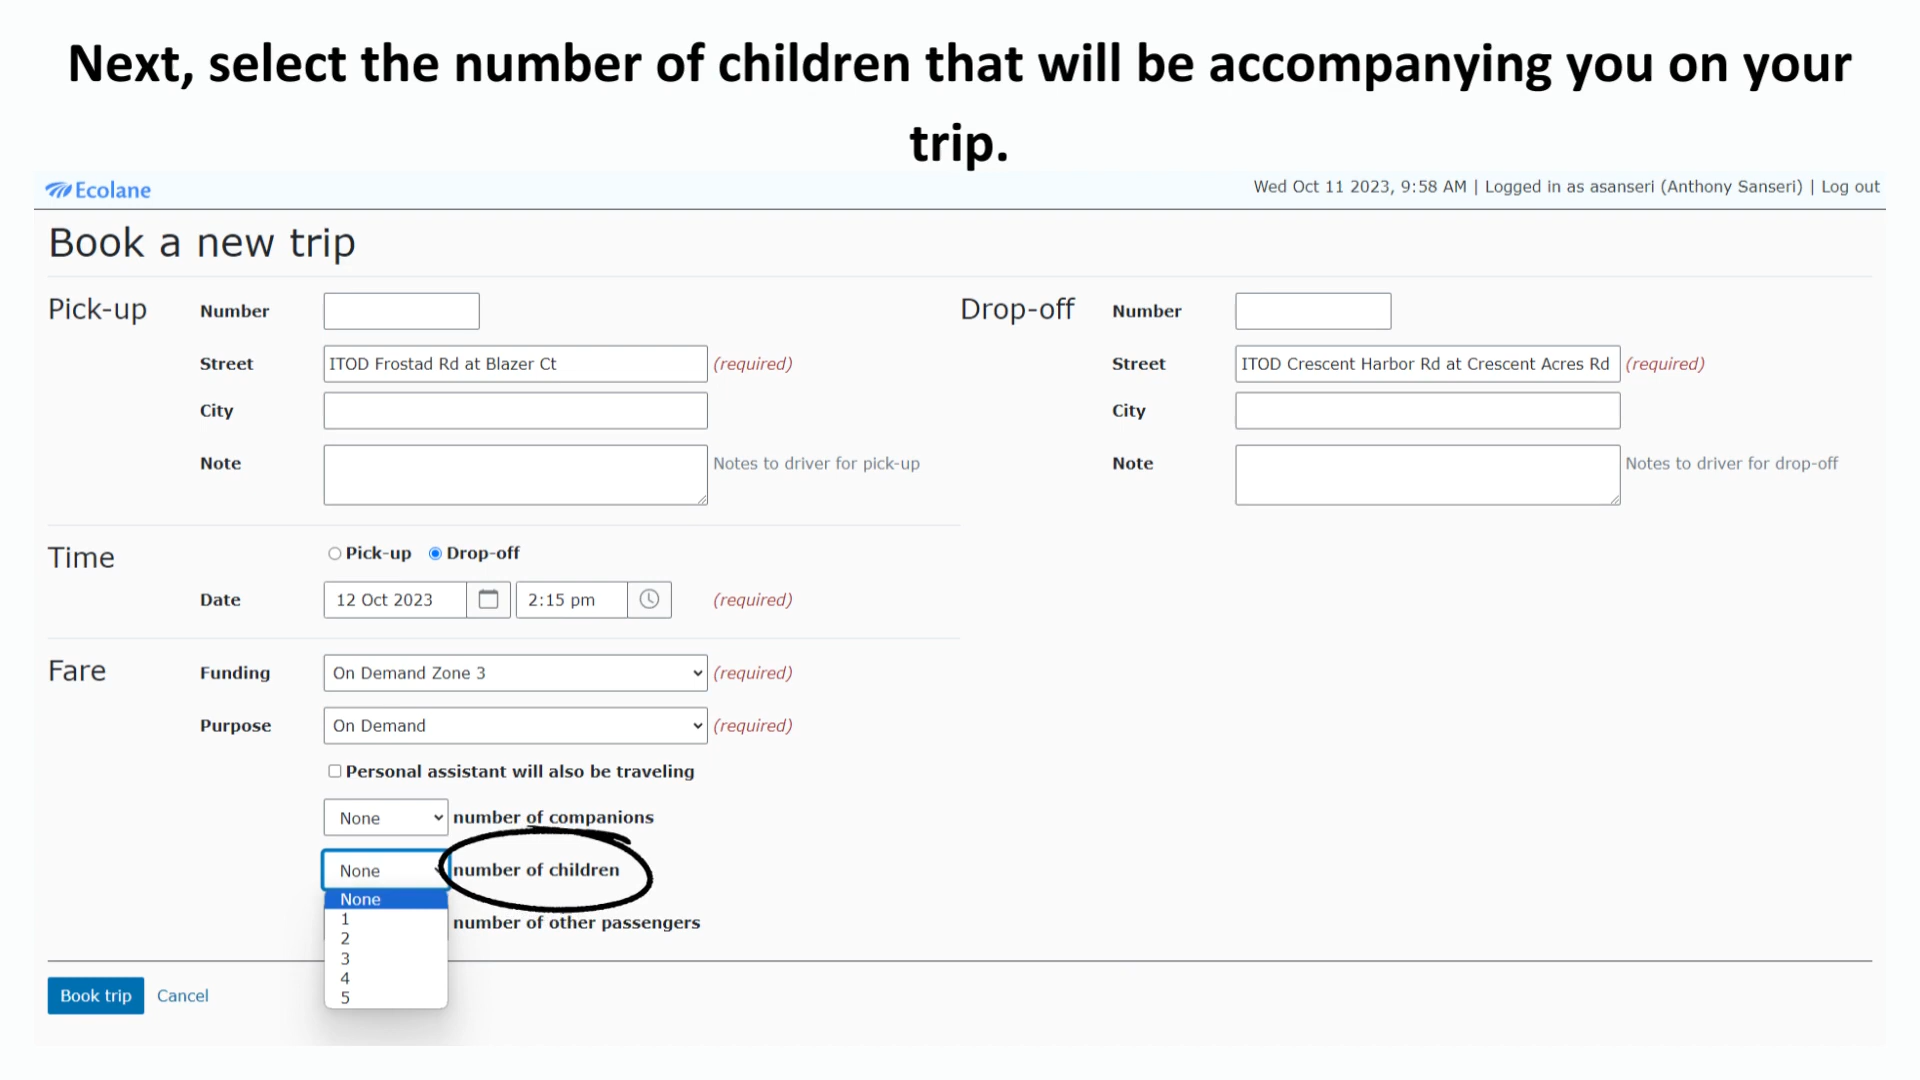 Next, select the number of children that will be accompanying you on your
trip.
Ecolane
Wed Oct 11 2023, 9:58 AM | Logged in as asanseri (Anthony Sanseri) | Log out
Book a new trip
Pick-up
Number
Street
ITOD Frostad Rd at Blazer Ct
(required)
City
Note
Notes to driver for pick-up
Drop-off
Number
Street
ITOD Crescent Harbor Rd at Crescent Acres Rd
(required)
City
Note
Notes to driver for drop-off
Time
Pick-up
Drop-off
Date
12 Oct 2023
2:15 pm
(required)
Fare
Funding
On Demand Zone 3
(required)
Purpose
On Demand
(required)
Personal assistant will also be traveling
None
number of companions
None
number of children
None
1
2
3
4
5
number of other passengers
Book trip
Cancel